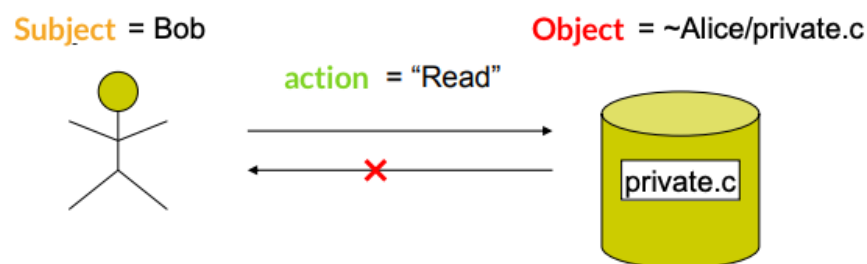 Subject = Bob
Object = ~Alice/private.c
action = “Read”
private.c